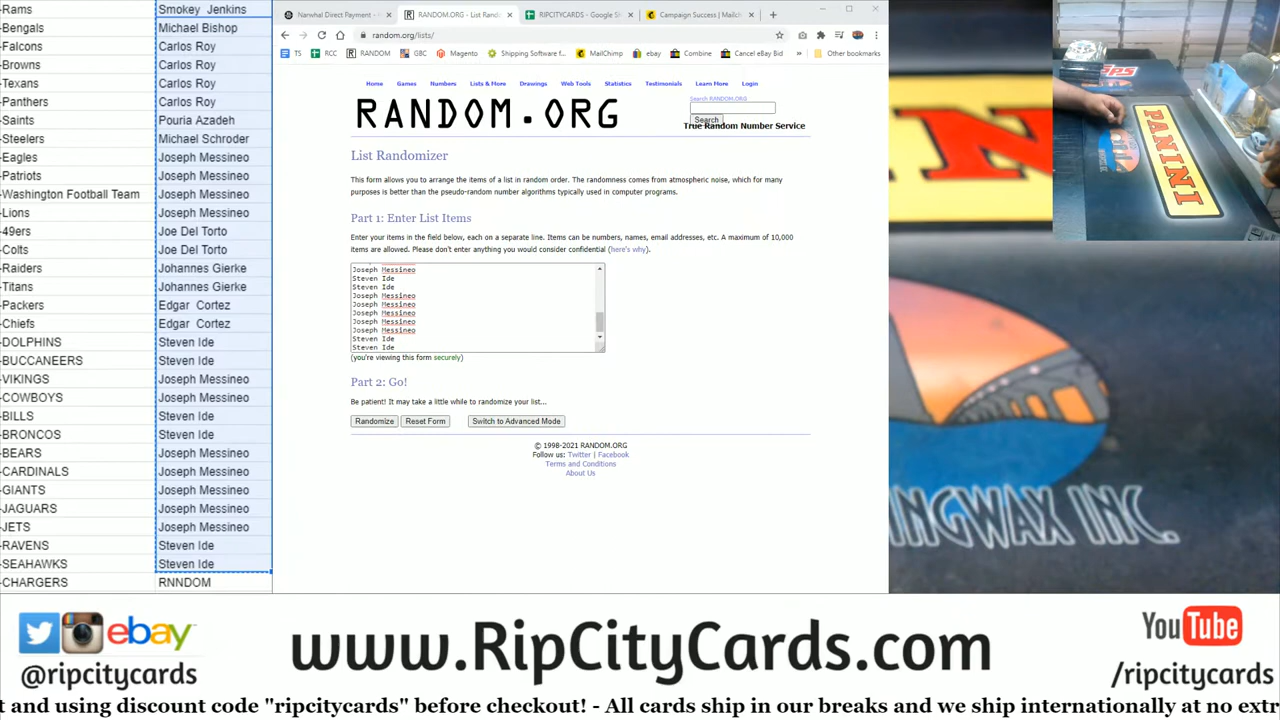 -Rams Smokey Jenkins
-Bengals Michael Bishop
-Falcons Carlos Roy
-Browns Carlos Roy
-Texans Carlos Roy
-Panthers Carlos Roy
-Saints Pouria Azadeh
-Steelers Michael Schroder
-Eagles Joseph Messineo
-Patriots Joseph Messineo
-Washington Football Team Joseph Messineo
-Lions Joseph Messineo
-49ers Joe Del Torto
-Colts Joe Del Torto
-Raiders Johannes Gierke
-Titans Johannes Gierke
-Packers Edgar Cortez
-Chiefs Edgar Cortez
-DOLPHINS Steven Ide
-BUCCANEERS Steven Ide
-VIKINGS Joseph Messineo
-COWBOYS Joseph Messineo
-BILLS Steven Ide
-BRONCOS Steven Ide
-BEARS Joseph Messineo
-CARDINALS Joseph Messineo
-GIANTS Joseph Messineo
-JAGUARS Joseph Messineo
-JETS Joseph Messineo
-RAVENS Steven Ide
-SEAHAWKS Steven Ide
-CHARGERS RNNDOM
Narwhal Direct Payment - RANDOM.ORG - List Rand RIPCITYCARDS - Google Sh Campaign Success | Mailch
random.org/lists/
TS RCC RANDOM GBC Magento Shipping Software f... MailChimp ebay Combine Cancel eBay Bid Other bookmarks
Home Games Numbers Lists & More Drawings Web Tools Statistics Testimonials Learn More Login
RANDOM.ORG
Search RANDOM.ORG
Search
True Random Number Service
List Randomizer
This form allows you to arrange the items of a list in random order. The randomness comes from atmospheric noise, which for many
purposes is better than the pseudo-random number algorithms typically used in computer programs.
Part 1: Enter List Items
Enter your items in the field below, each on a separate line. Items can be numbers, names, email addresses, etc. A maximum of 10,000
items are allowed. Please don't enter anything you would consider confidential (here's why).
Joseph Messineo
Steven Ide
Steven Ide
Joseph Messineo
Joseph Messineo
Joseph Messineo
Joseph Messineo
Joseph Messineo
Steven Ide
Steven Ide
(you're viewing this form securely)
Part 2: Go!
Be patient! It may take a little while to randomize your list...
Randomize Reset Form Switch to Advanced Mode
© 1998-2021 RANDOM.ORG
Follow us: Twitter | Facebook
Terms and Conditions
About Us
PANINI
INGWAX INC.
ebay
@ripcitycards
www.RipCityCards.com
YouTube
/ripcitycards
t and using discount code "ripcitycards" before checkout! - All cards ship in our breaks and we ship internationally at no extr